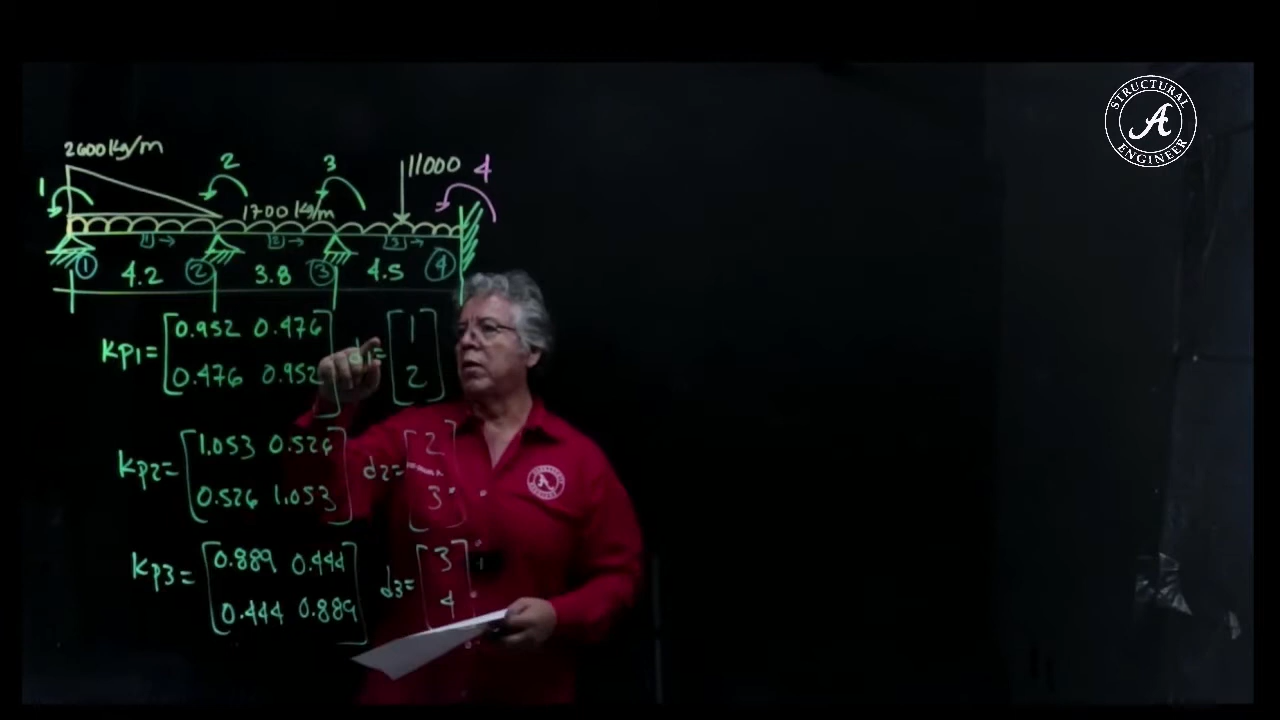 STRUCTURAL
A
ENGINEER
2600 Kg/m
1 2 3 11000 4
1700 Kg/m
1 → 2 → 3 →
1 4.2 2 3.8 3 4.5 4
KP1= [0.952 0.476 d1= [1
0.476 0.952] 2]
KP2= [1.053 0.526 d2= [2
0.526 1.053] 3]
KP3= [0.889 0.444 d3= [3
0.444 0.889] 4]